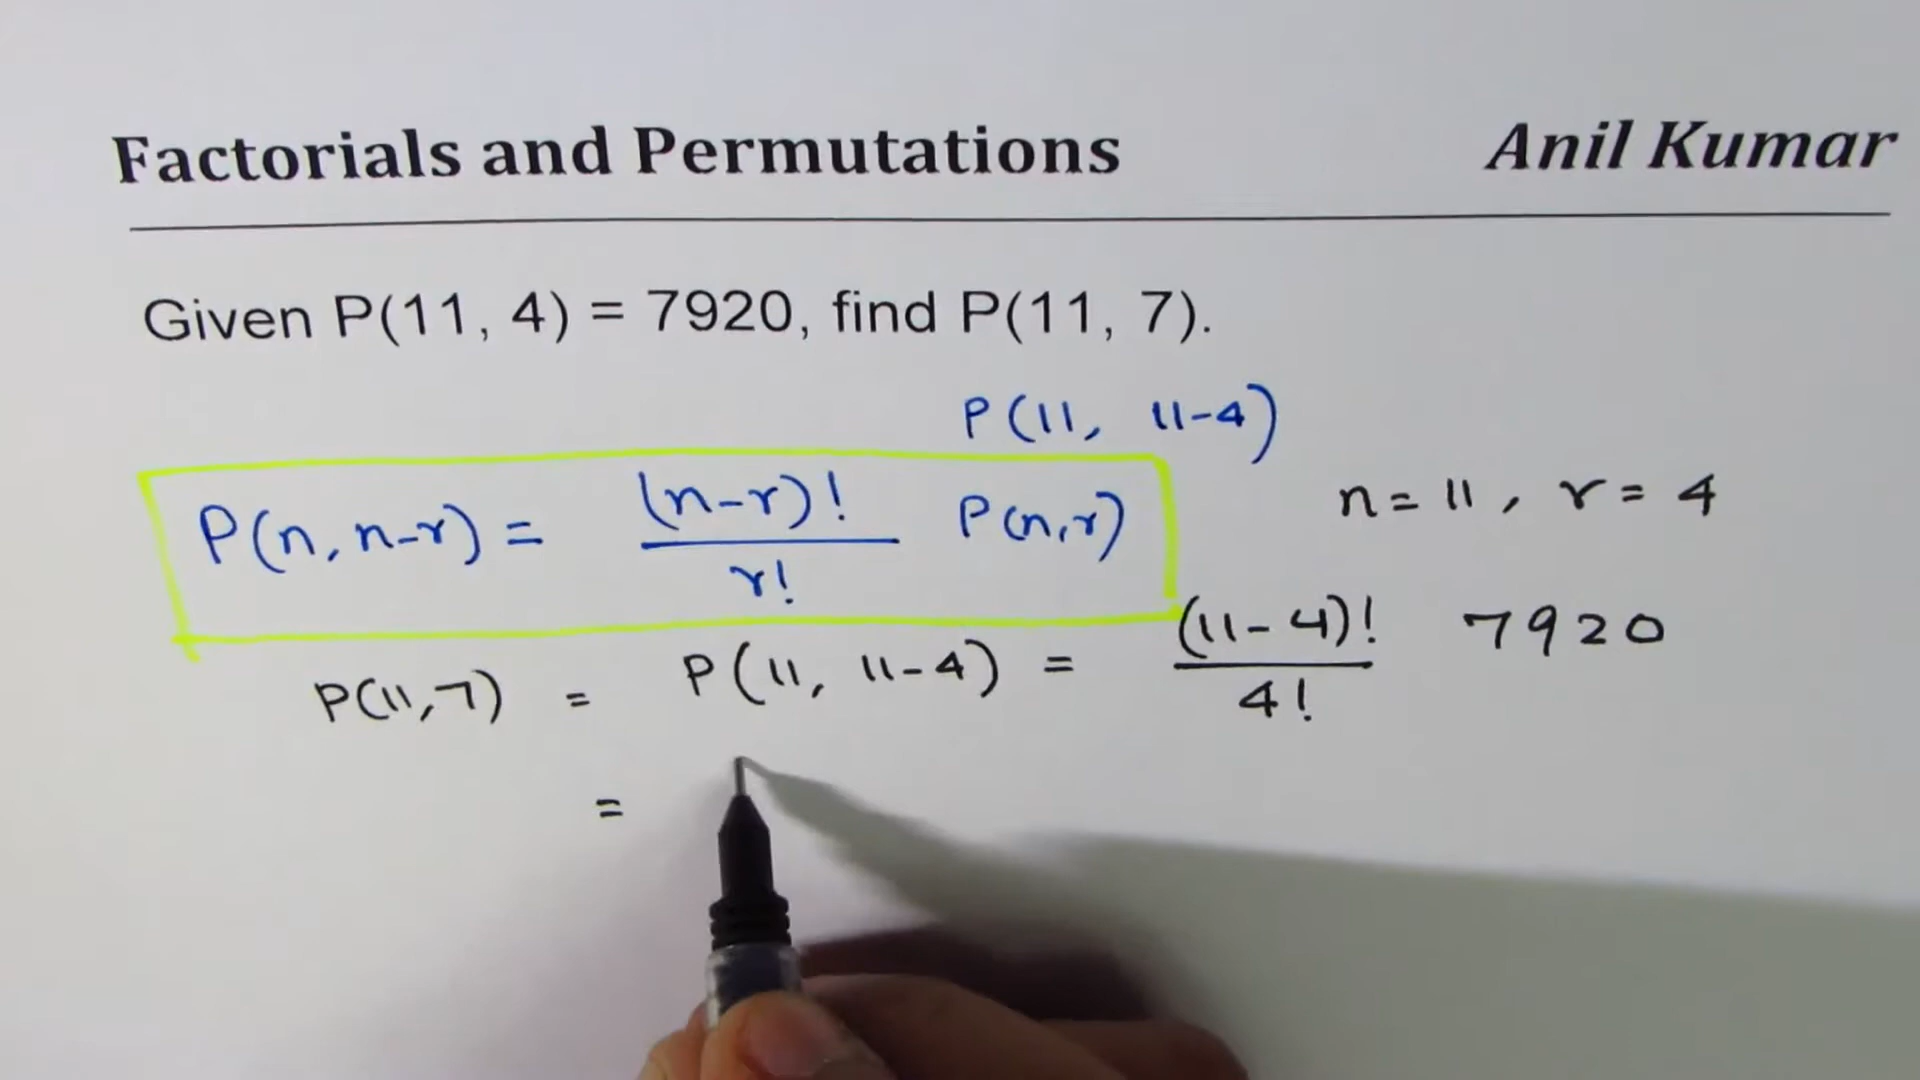 Factorials and Permutations Anil Kumar
Given P(11, 4) = 7920, find P(11, 7).
P(11, 11-4)
P(n, n-r) = (n-r)!/r! P(n,r)
n = 11, r = 4
P(11,7) = P(11, 11-4) = (11-4)!/4! 7920
=